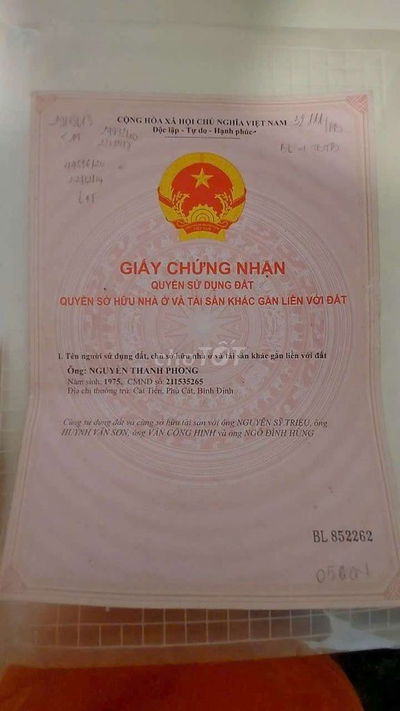 CỘNG HÒA XÃ HỘI CHỦ NGHĨA VIỆT NAM
Độc lập - Tự do - Hạnh phúc
GIẤY CHỨNG NHẬN
QUYỀN SỬ DỤNG ĐẤT
QUYỀN SỞ HỮU NHÀ Ở VÀ TÀI SẢN KHÁC GẮN LIỀN VỚI ĐẤT
I. Tên người sử dụng đất, chủ sở hữu nhà ở và tài sản khác gắn liền với đất
CHỢ TỐT
Ông: NGUYỄN THANH PHONG
Năm sinh: 1975, CMND số: 211535265
Địa chỉ thường trú: Cát Tiến, Phù Cát, Bình Định
Cùng sử dụng đất và cùng sở hữu tài sản với ông NGUYỄN SỸ TRIỀU, ông
HUỲNH VĂN SƠN, ông VĂN CÔNG HỊNH và ông NGÔ ĐÌNH HÙNG
BL 852262